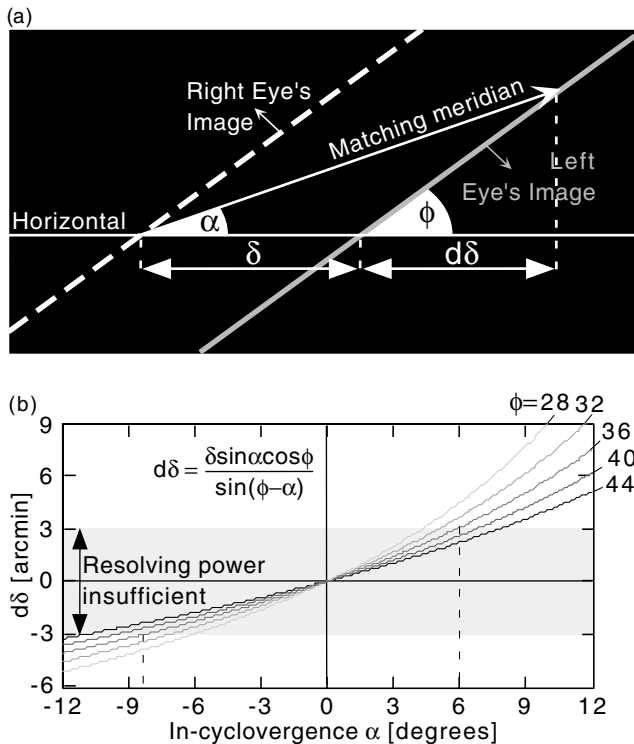 (a)
Right Eye's
Image
Matching meridian
Left
Eye's Image
Horizontal
α
ϕ
δ
dδ
(b)
ϕ=28
32
36
40
44
dδ = δsinαcosϕ / sin(ϕ−α)
Resolving power
insufficient
dδ [arcmin]
9
6
3
0
-3
-6
-12
-9
-6
-3
0
3
6
9
12
In-cyclovergence α [degrees]